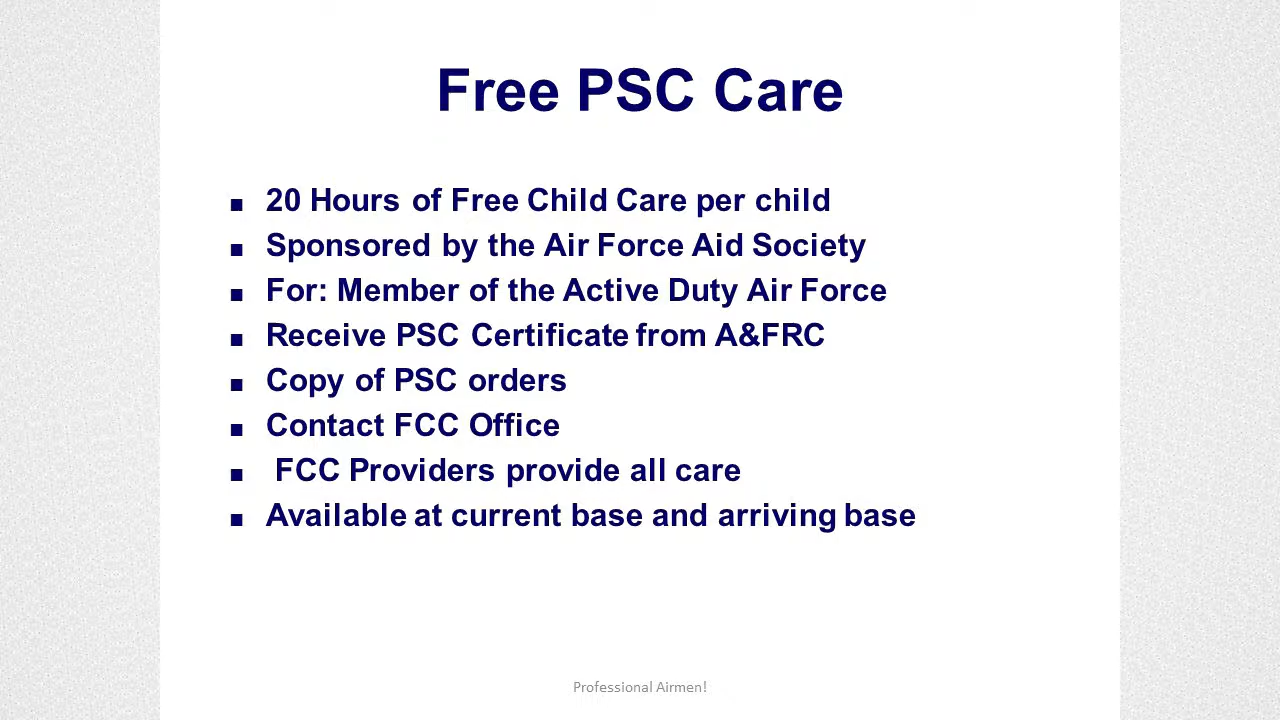 Free PSC Care
■ 20 Hours of Free Child Care per child
■ Sponsored by the Air Force Aid Society
■ For: Member of the Active Duty Air Force
■ Receive PSC Certificate from A&FRC
■ Copy of PSC orders
■ Contact FCC Office
■ FCC Providers provide all care
■ Available at current base and arriving base
Professional Airmen!